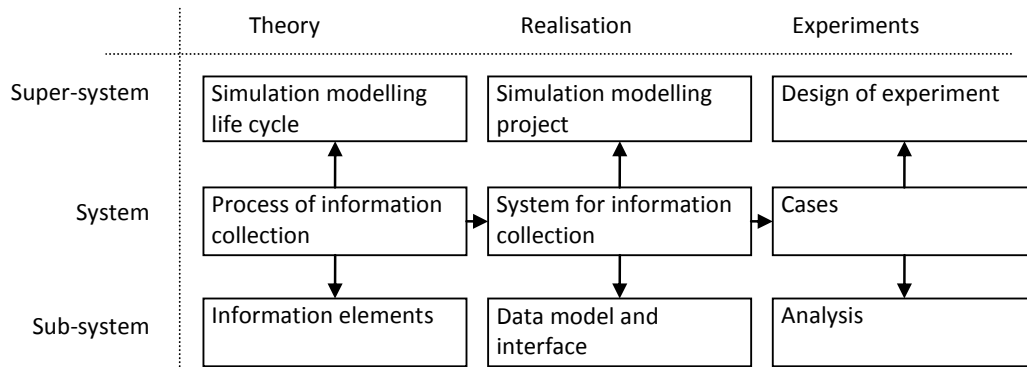 Theory
Realisation
Experiments
Super-system
Simulation modelling
life cycle
Simulation modelling
project
Design of experiment
System
Process of information
collection
System for information
collection
Cases
Sub-system
Information elements
Data model and
interface
Analysis